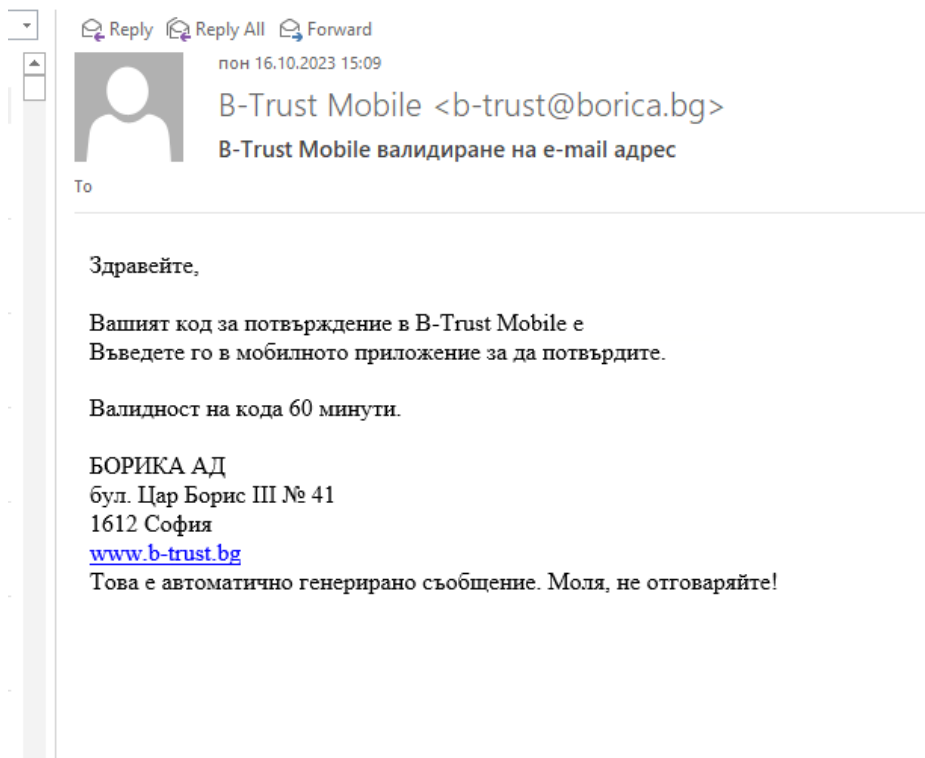 Reply Reply All Forward
пон 16.10.2023 15:09
B-Trust Mobile <b-trust@borica.bg>
B-Trust Mobile валидиране на e-mail адрес
To
Здравейте,
Вашият код за потвърждение в B-Trust Mobile е
Въведете го в мобилното приложение за да потвърдите.
Валидност на кода 60 минути.
БОРИКА АД
бул. Цар Борис III № 41
1612 София
www.b-trust.bg
Това е автоматично генерирано съобщение. Моля, не отговаряйте!